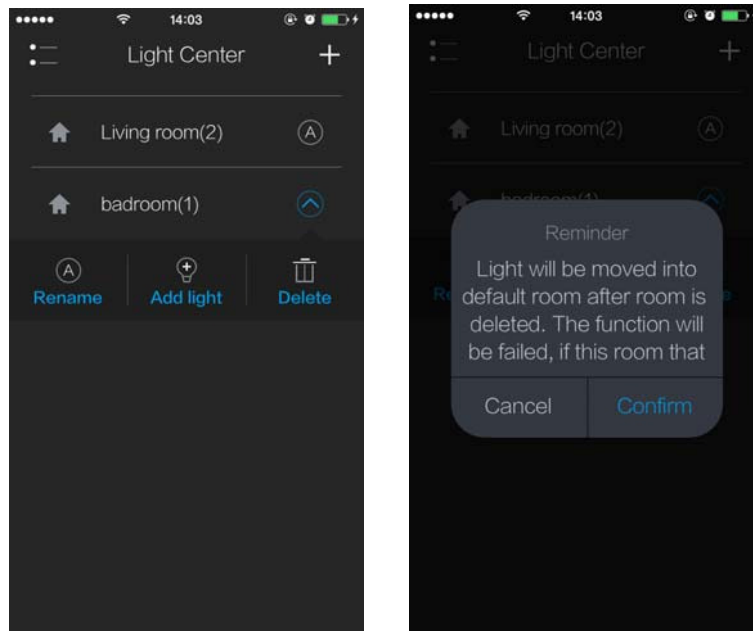 14:03
Light Center
Living room(2)
A
badroom(1)
A
Rename
Add light
Delete
14:03
Light Center
Living room(2)
A
badroom(1)
Reminder
Light will be moved into
default room after room is
deleted. The function will
be failed, if this room that
Cancel
Confirm